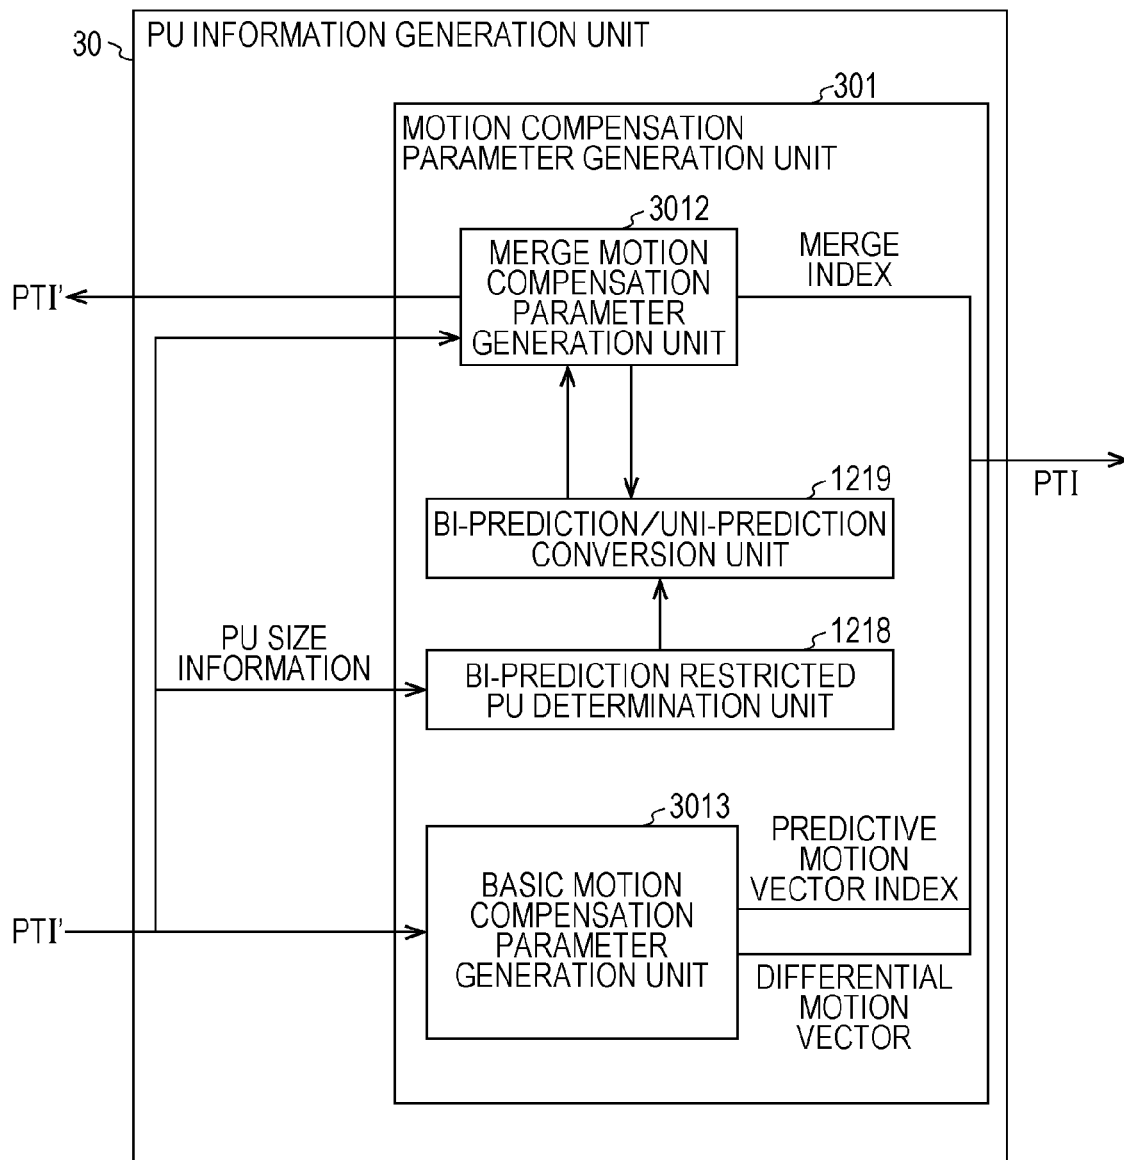 30
PU INFORMATION GENERATION UNIT
301
MOTION COMPENSATION
PARAMETER GENERATION UNIT
3012
MERGE MOTION
COMPENSATION
PARAMETER
GENERATION UNIT
MERGE
INDEX
PTI'
1219
BI-PREDICTION/UNI-PREDICTION
CONVERSION UNIT
PTI
PU SIZE
INFORMATION
1218
BI-PREDICTION RESTRICTED
PU DETERMINATION UNIT
3013
BASIC MOTION
COMPENSATION
PARAMETER
GENERATION UNIT
PREDICTIVE
MOTION
VECTOR INDEX
PTI'
DIFFERENTIAL
MOTION
VECTOR